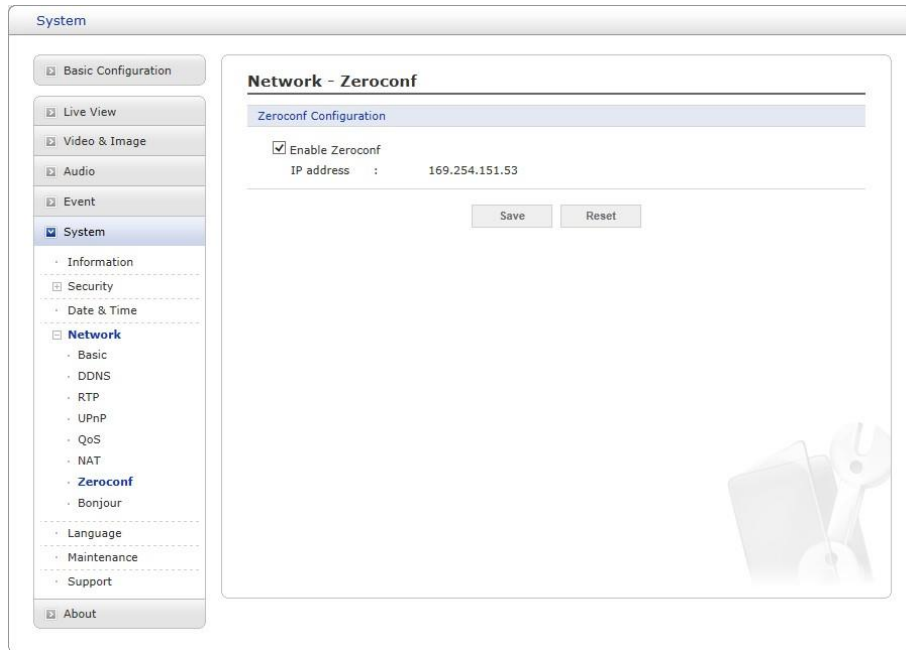 System
Basic Configuration
Live View
Video & Image
Audio
Event
System
Information
Security
Date & Time
Network
Basic
DDNS
RTP
UPnP
QoS
NAT
Zeroconf
Bonjour
Language
Maintenance
Support
About
Network - Zeroconf
Zeroconf Configuration
Enable Zeroconf
IP address : 169.254.151.53
Save Reset